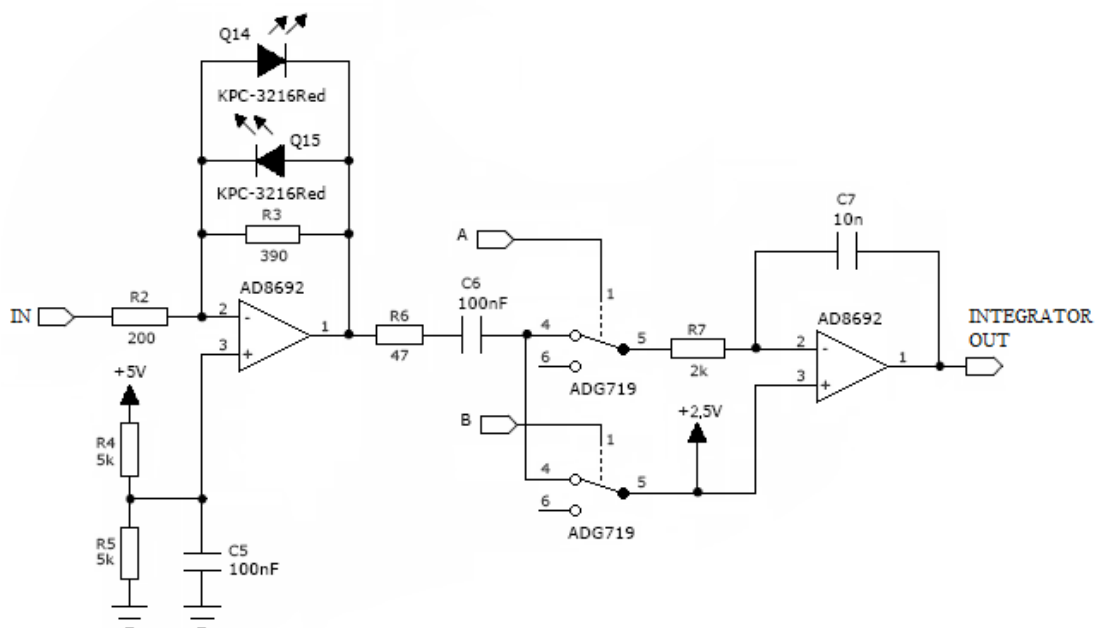 Q14
KPC-3216Red
Q15
KPC-3216Red
R3
390
AD8692
IN
R2
200
2
-
3
+
1
+5V
R4
5k
R5
5k
C5
100nF
R6
47
C6
100nF
A
1
4
5
6
ADG719
B
1
4
5
6
ADG719
R7
2k
+2,5V
C7
10n
AD8692
2
-
3
+
1
INTEGRATOR
OUT